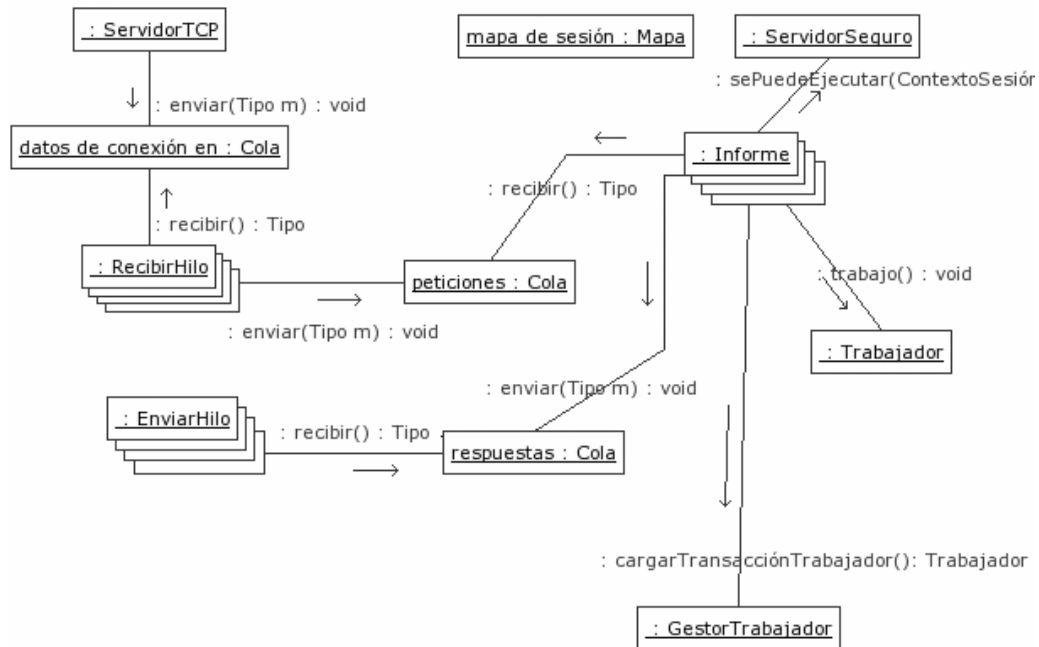 : ServidorTCP
mapa de sesión : Mapa
: ServidorSeguro
: sePuedeEjecutar(ContextoSesión
: enviar(Tipo m) : void
datos de conexión en : Cola
: Informe
: recibir() : Tipo
: recibir() : Tipo
: RecibirHilo
peticiones : Cola
: trabajo() : void
: enviar(Tipo m) : void
: Trabajador
: enviar(Tipo m) : void
: EnviarHilo
: recibir() : Tipo
respuestas : Cola
: cargarTransacciónTrabajador(): Trabajador
: GestorTrabajador